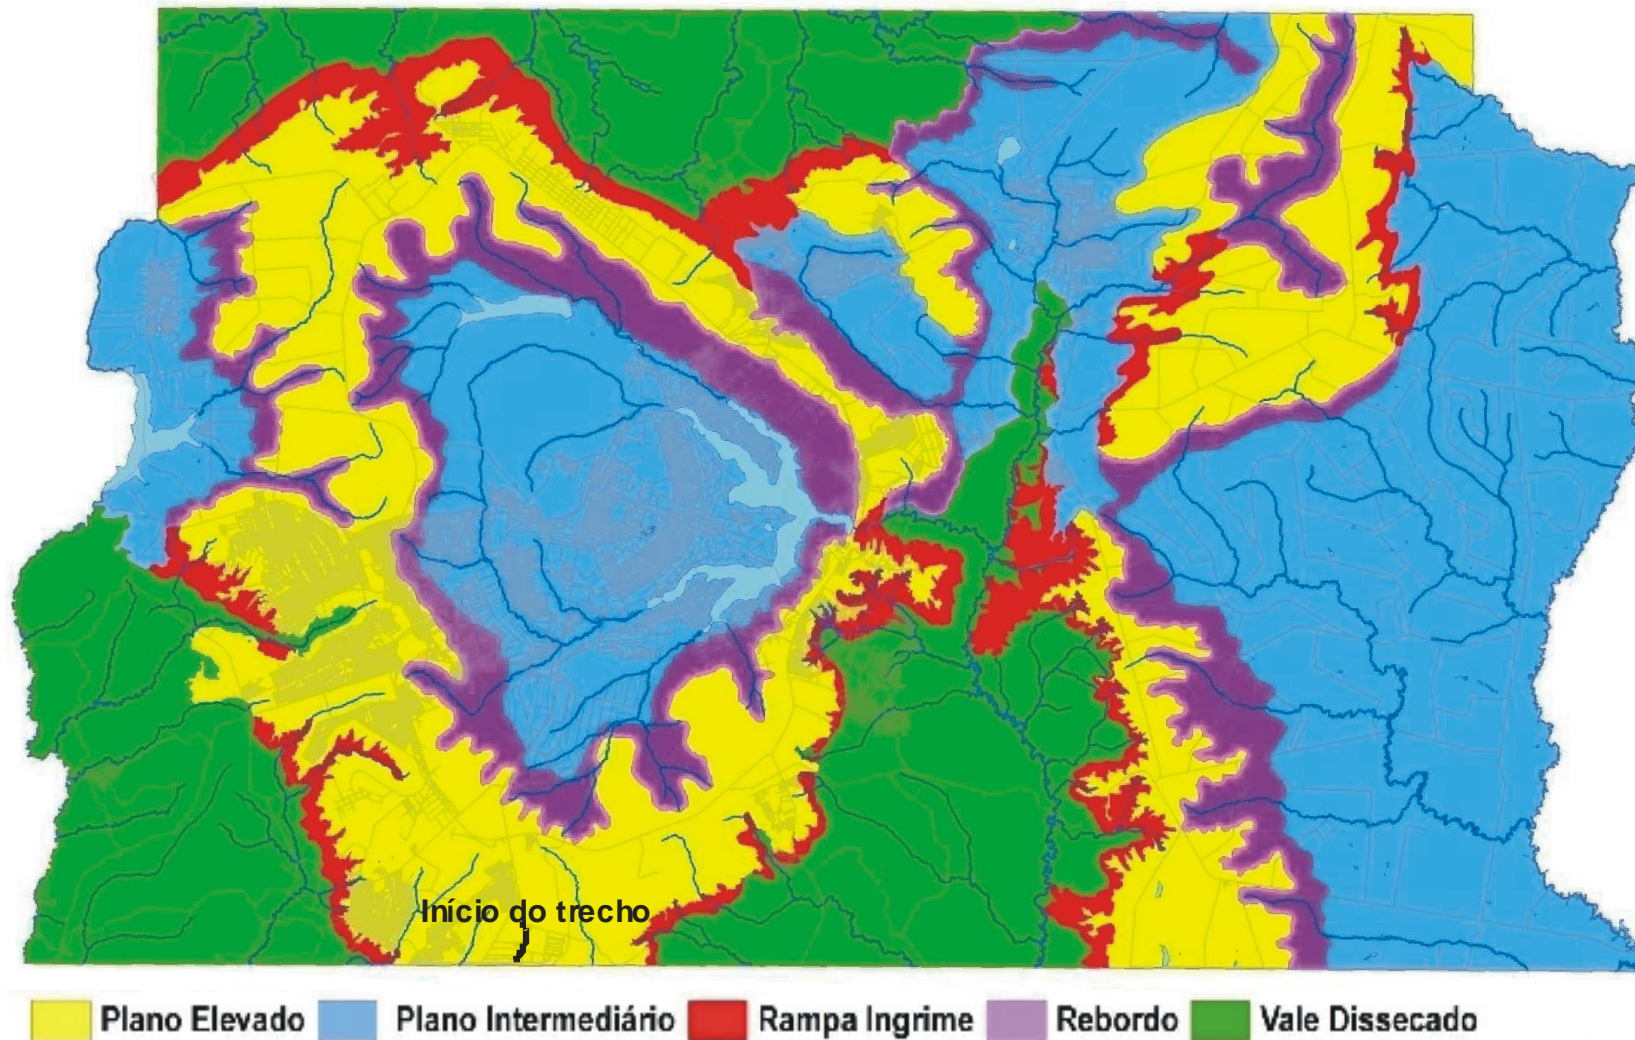 Início do trecho
Plano Elevado Plano Intermediário Rampa Ingrime Rebordo Vale Dissecado